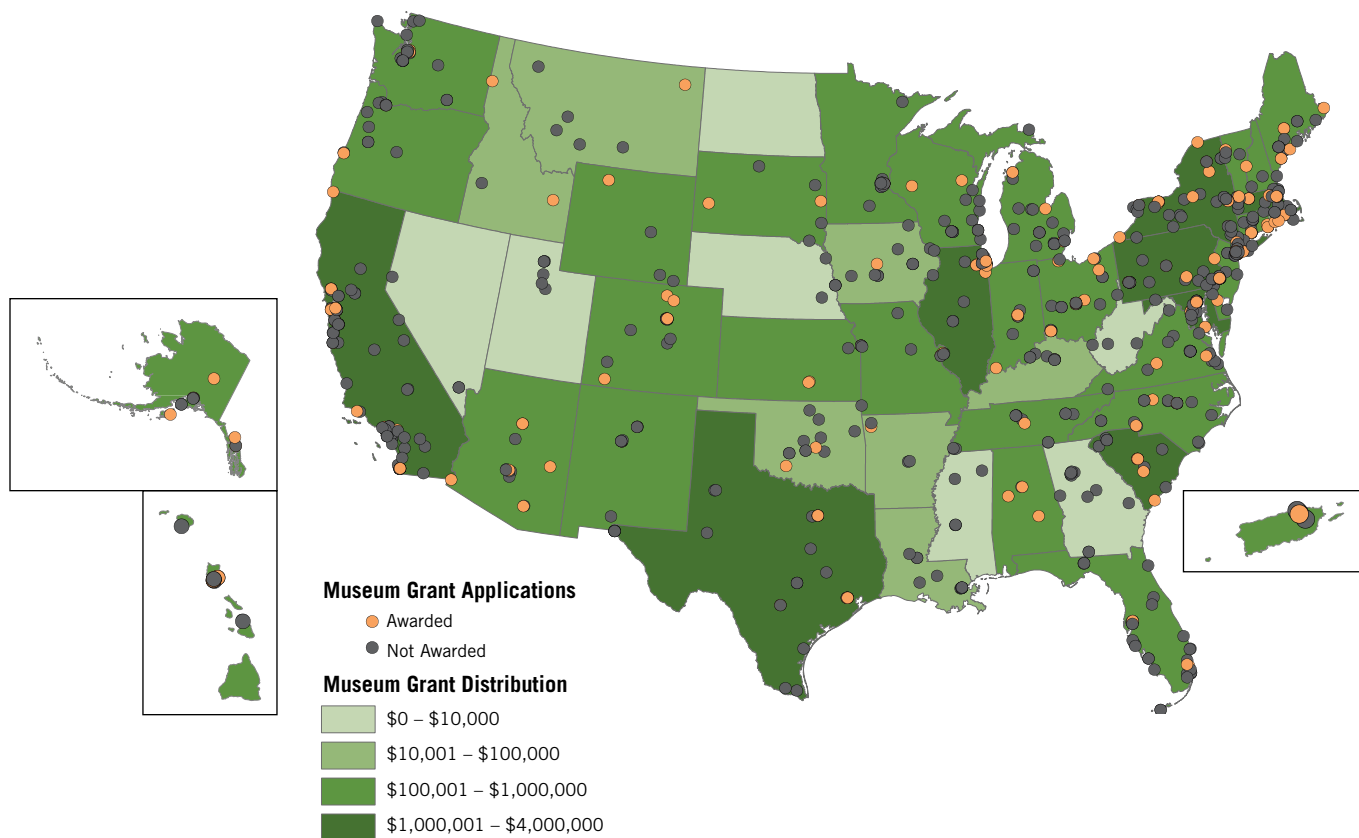 Museum Grant Applications
Awarded
Not Awarded
Museum Grant Distribution
$0 – $10,000
$10,001 – $100,000
$100,001 – $1,000,000
$1,000,001 – $4,000,000